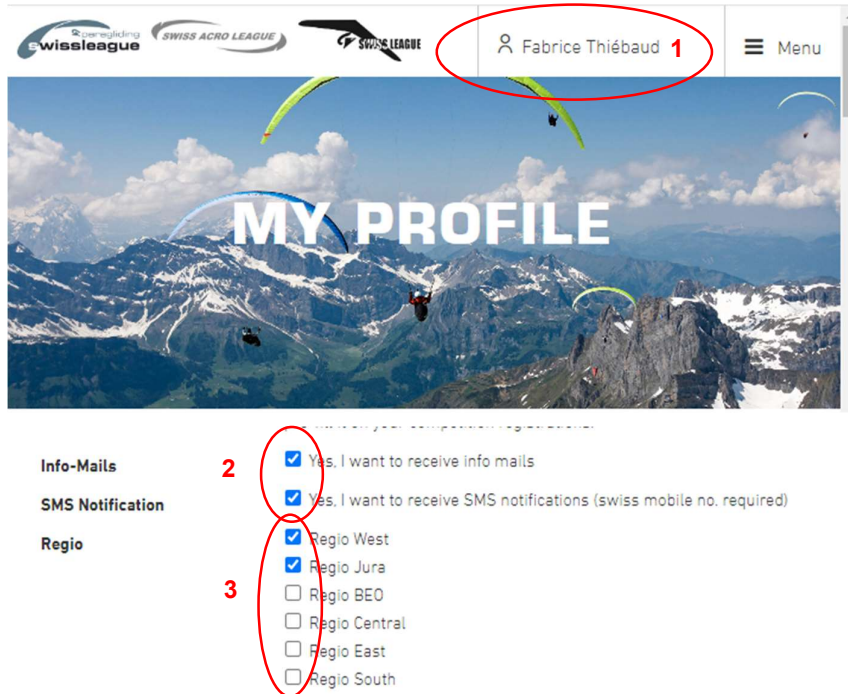 paragliding
swissleague
SWISS ACRO LEAGUE
SWISS LEAGUE
Fabrice Thiébaud 1
Menu
MY PROFILE
Info-Mails 2 Yes, I want to receive info mails
SMS Notification Yes, I want to receive SMS notifications (swiss mobile no. required)
Regio Regio West
Regio Jura
3 Regio BEO
Regio Central
Regio East
Regio South